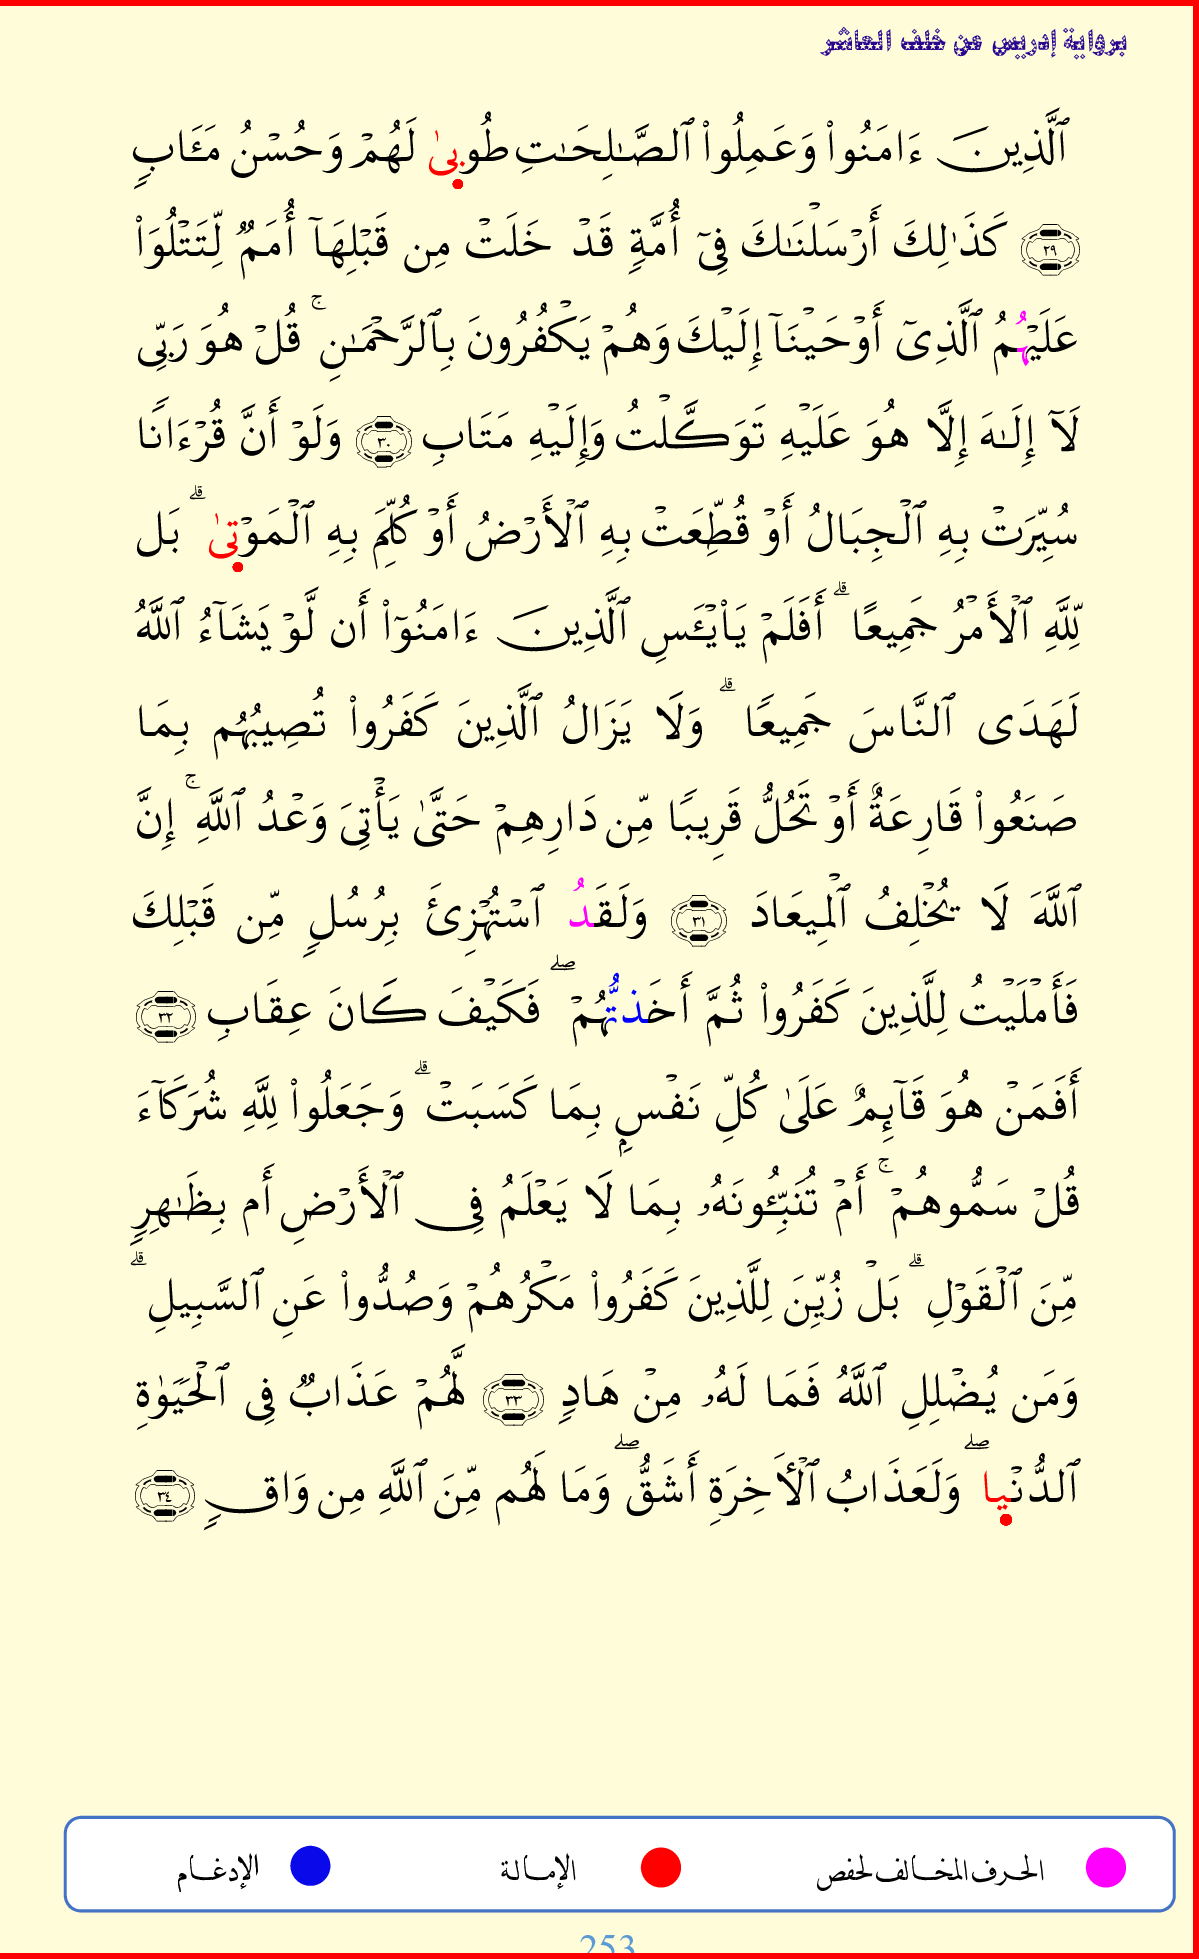 برواية إدريس عن خلف العاشر
ٱلَّذِينَ ءَامَنُوا۟ وَعَمِلُوا۟ ٱلصَّـٰلِحَـٰتِ طُوبىٰ لَهُمْ وَحُسْنُ مَـَٔابٍ
٢٩ كَذَٰلِكَ أَرْسَلْنَـٰكَ فِىٓ أُمَّةٍ قَدْ خَلَتْ مِن قَبْلِهَآ أُمَمٌ لِّتَتْلُوَا۟
عَلَيْهُمُ ٱلَّذِىٓ أَوْحَيْنَآ إِلَيْكَ وَهُمْ يَكْفُرُونَ بِٱلرَّحْمَـٰنِ ۚ قُلْ هُوَ رَبِّى
لَآ إِلَـٰهَ إِلَّا هُوَ عَلَيْهِ تَوَكَّلْتُ وَإِلَيْهِ مَتَابِ ٣٠ وَلَوْ أَنَّ قُرْءَانًا
سُيِّرَتْ بِهِ ٱلْجِبَالُ أَوْ قُطِّعَتْ بِهِ ٱلْأَرْضُ أَوْ كُلِّمَ بِهِ ٱلْمَوْتىٰ ۗ بَل
لِّلَّهِ ٱلْأَمْرُ جَمِيعًا ۗ أَفَلَمْ يَا۟يْـَٔسِ ٱلَّذِينَ ءَامَنُوٓا۟ أَن لَّوْ يَشَآءُ ٱللَّهُ
لَهَدَى ٱلنَّاسَ جَمِيعًا ۗ وَلَا يَزَالُ ٱلَّذِينَ كَفَرُوا۟ تُصِيبُهُم بِمَا
صَنَعُوا۟ قَارِعَةٌ أَوْ تَحُلُّ قَرِيبًا مِّن دَارِهِمْ حَتَّىٰ يَأْتِىَ وَعْدُ ٱللَّهِ ۚ إِنَّ
ٱللَّهَ لَا يُخْلِفُ ٱلْمِيعَادَ ٣١ وَلَقَدُ ٱسْتُهْزِئَ بِرُسُلٍ مِّن قَبْلِكَ
فَأَمْلَيْتُ لِلَّذِينَ كَفَرُوا۟ ثُمَّ أَخَذتُّهُمْ ۖ فَكَيْفَ كَانَ عِقَابِ ٣٢
أَفَمَنْ هُوَ قَآئِمٌ عَلَىٰ كُلِّ نَفْسٍۭ بِمَا كَسَبَتْ ۗ وَجَعَلُوا۟ لِلَّهِ شُرَكَآءَ
قُلْ سَمُّوهُمْ ۚ أَمْ تُنَبِّـُٔونَهُۥ بِمَا لَا يَعْلَمُ فِى ٱلْأَرْضِ أَم بِظَـٰهِرٍ
مِّنَ ٱلْقَوْلِ ۗ بَلْ زُيِّنَ لِلَّذِينَ كَفَرُوا۟ مَكْرُهُمْ وَصُدُّوا۟ عَنِ ٱلسَّبِيلِ ۗ
وَمَن يُضْلِلِ ٱللَّهُ فَمَا لَهُۥ مِنْ هَادٍ ٣٣ لَّهُمْ عَذَابٌ فِى ٱلْحَيَوٰةِ
ٱلدُّنْيا ۖ وَلَعَذَابُ ٱلْـَٔاخِرَةِ أَشَقُّ ۖ وَمَا لَهُم مِّنَ ٱللَّهِ مِن وَاقٍ ٣٤
الحرف المخالف لحفص الإمالة الإدغام
253